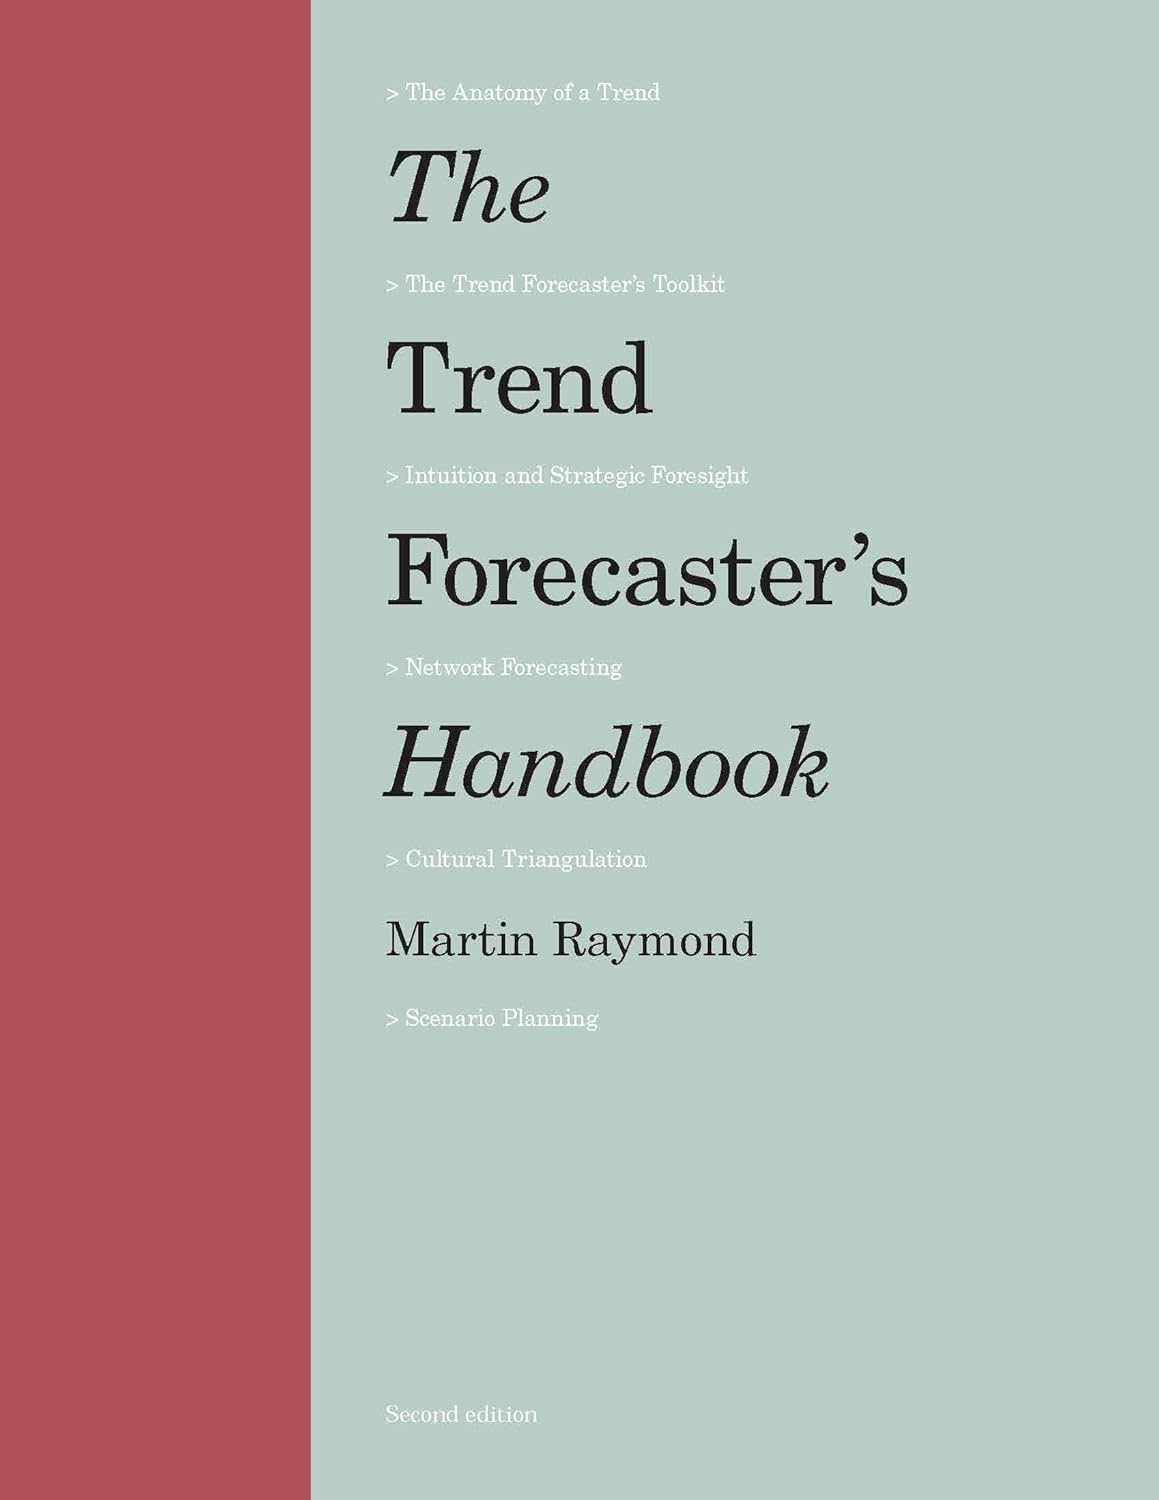 > The Anatomy of a Trend
The
> The Trend Forecaster’s Toolkit
Trend
> Intuition and Strategic Foresight
Forecaster’s
> Network Forecasting
Handbook
> Cultural Triangulation
Martin Raymond
> Scenario Planning
Second edition